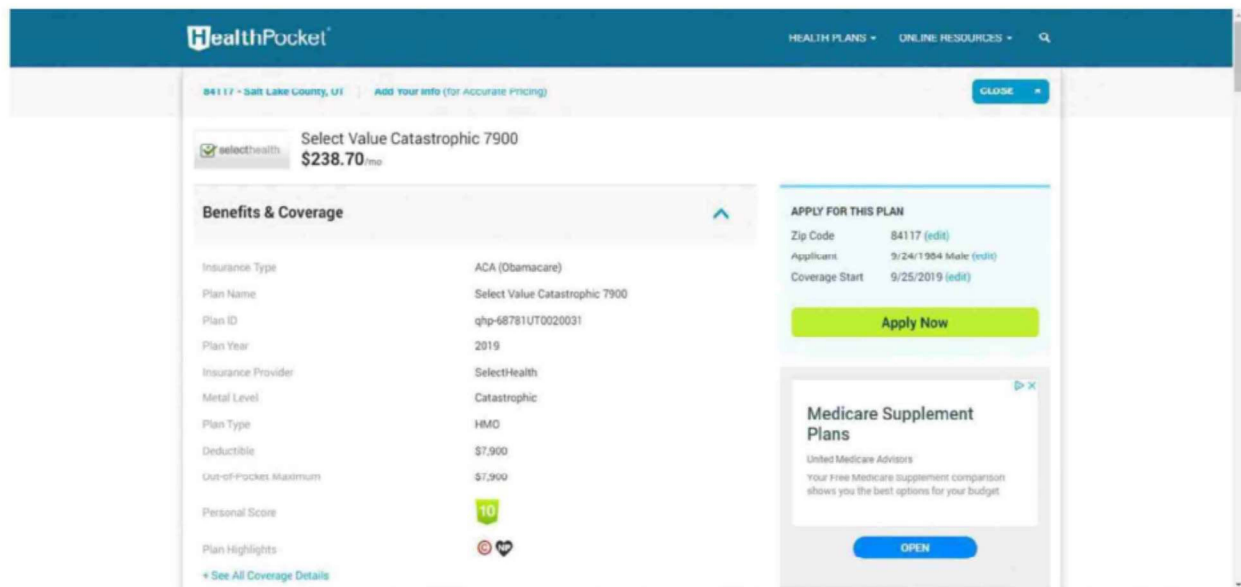 HealthPocket
HEALTH PLANS ONLINE RESOURCES
84117 - Salt Lake County, UT Add Your Info (for Accurate Pricing) CLOSE
selecthealth
Select Value Catastrophic 7900
$238.70/mo
Benefits & Coverage
Insurance Type ACA (Obamacare)
Plan Name Select Value Catastrophic 7900
Plan ID qhp-68781UT0020031
Plan Year 2019
Insurance Provider SelectHealth
Metal Level Catastrophic
Plan Type HMO
Deductible $7,900
Out-of-Pocket Maximum $7,900
Personal Score 10
Plan Highlights C NP
+ See All Coverage Details
APPLY FOR THIS PLAN
Zip Code 84117 (edit)
Applicant 9/24/1984 Male (edit)
Coverage Start 9/25/2019 (edit)
Apply Now
Medicare Supplement
Plans
United Medicare Advisors
Your Free Medicare Supplement comparison
shows you the best options for your budget
OPEN